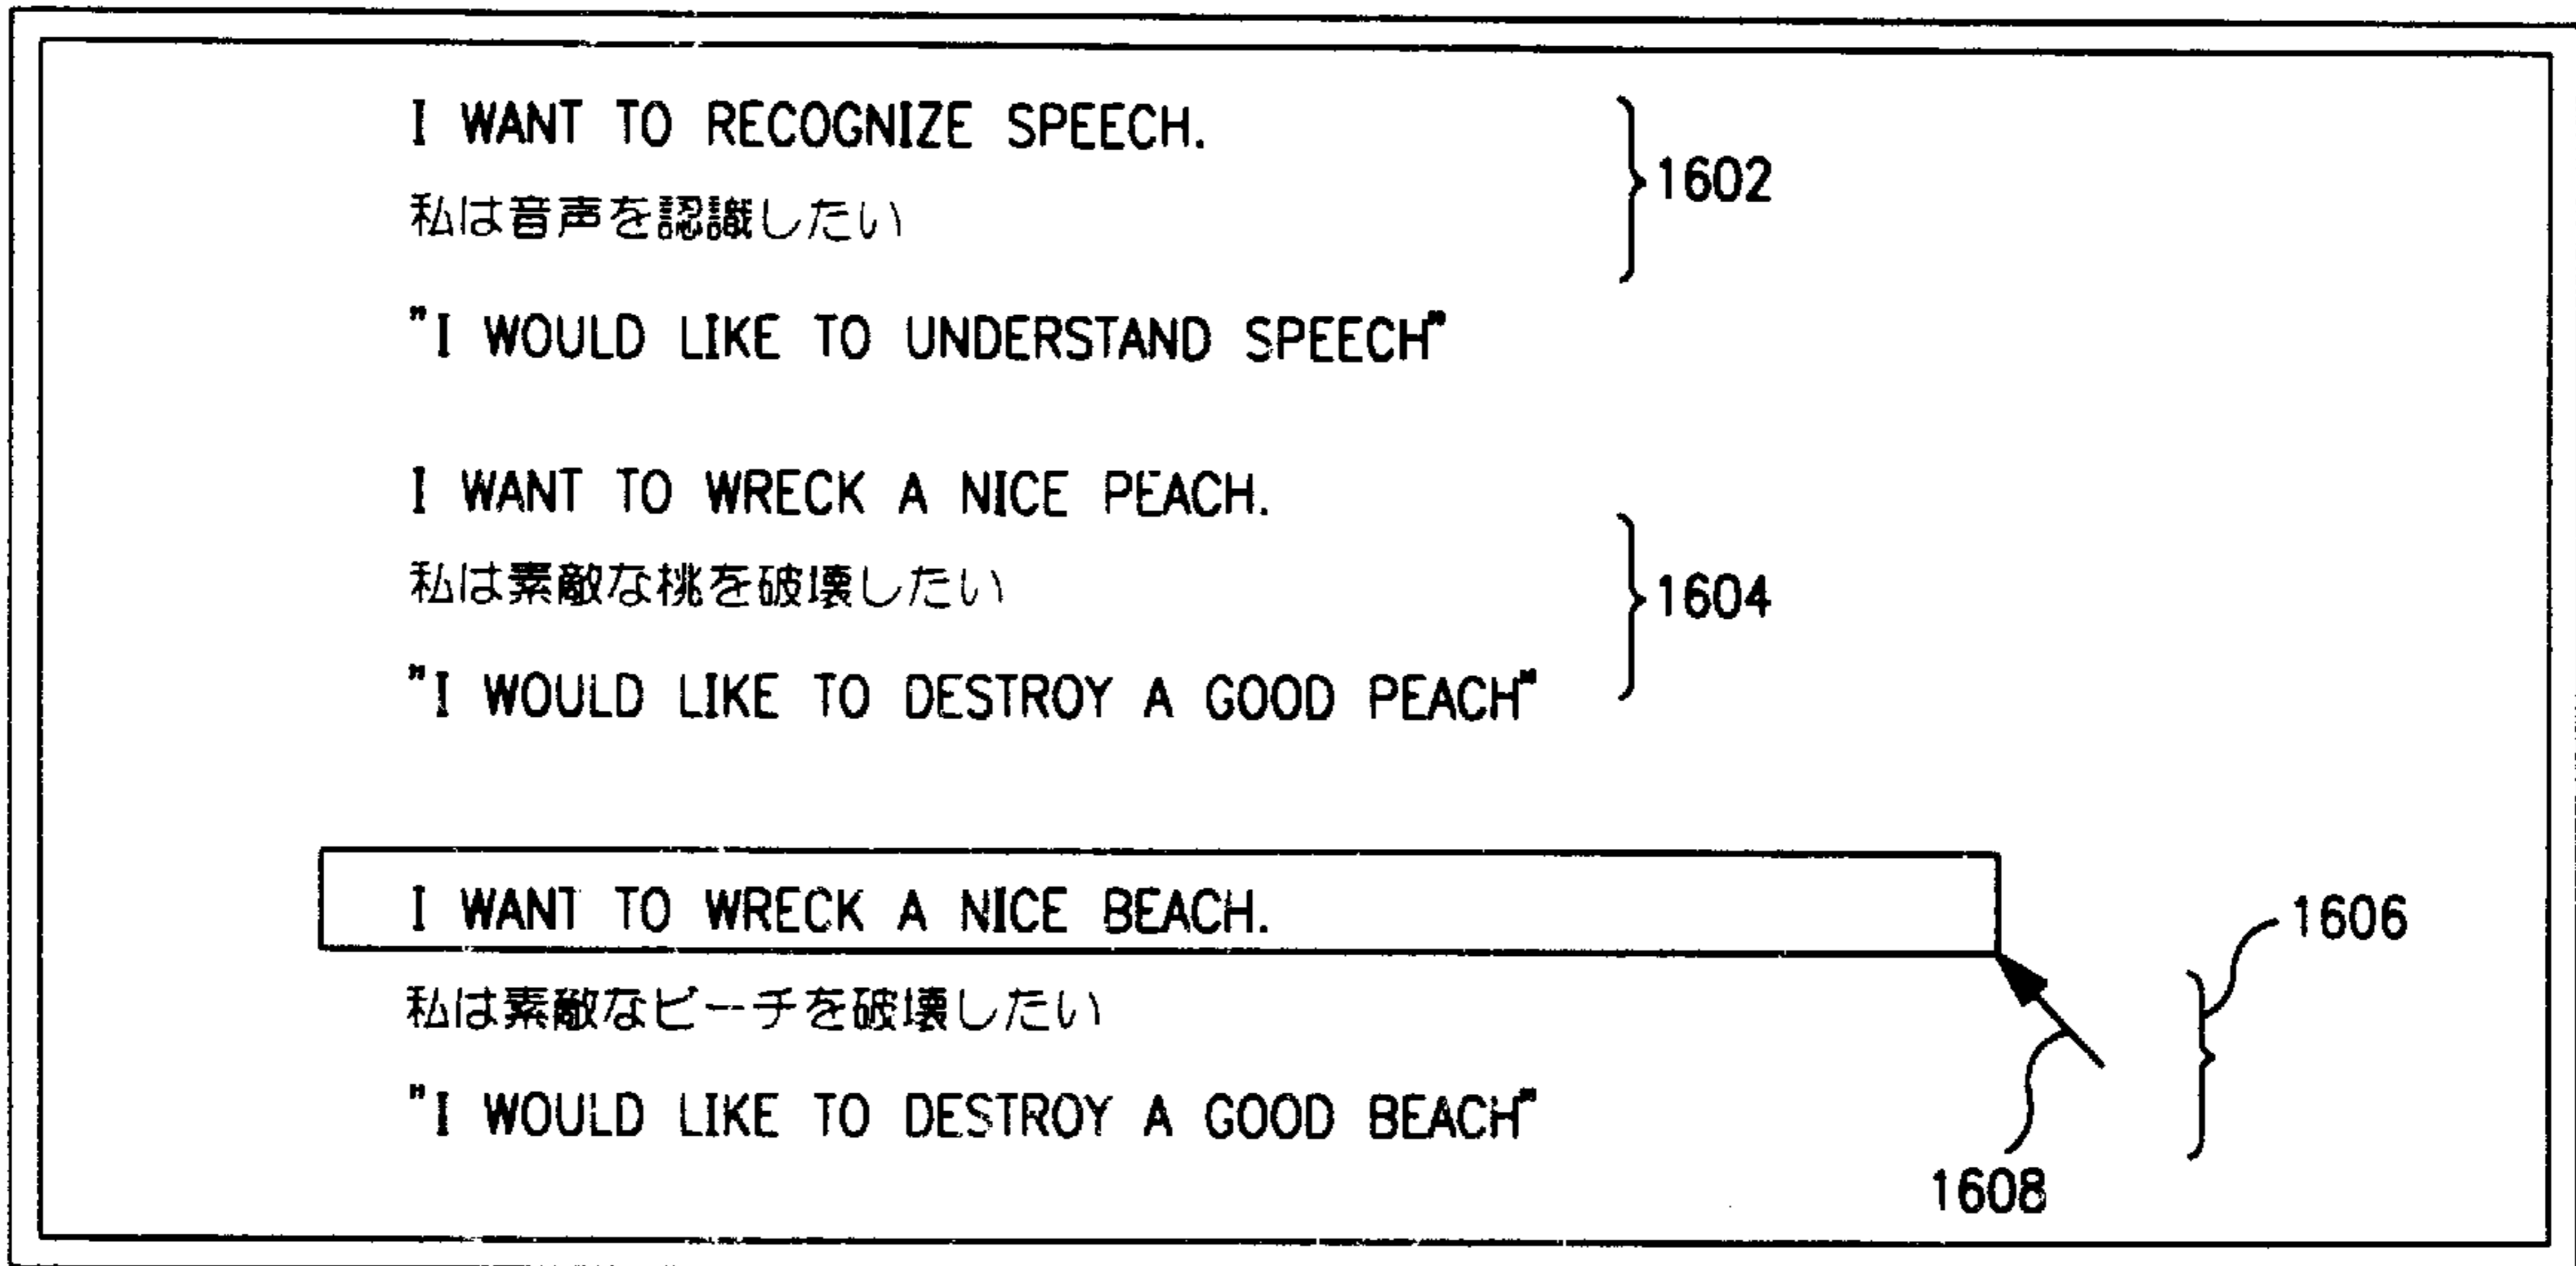 I WANT TO RECOGNIZE SPEECH.
私は音声を認識したい
1602
"I WOULD LIKE TO UNDERSTAND SPEECH"
I WANT TO WRECK A NICE PEACH.
私は素敵な桃を破壊したい
1604
"I WOULD LIKE TO DESTROY A GOOD PEACH"
I WANT TO WRECK A NICE BEACH.
1606
私は素敵なビーチを破壊したい
"I WOULD LIKE TO DESTROY A GOOD BEACH"
1608